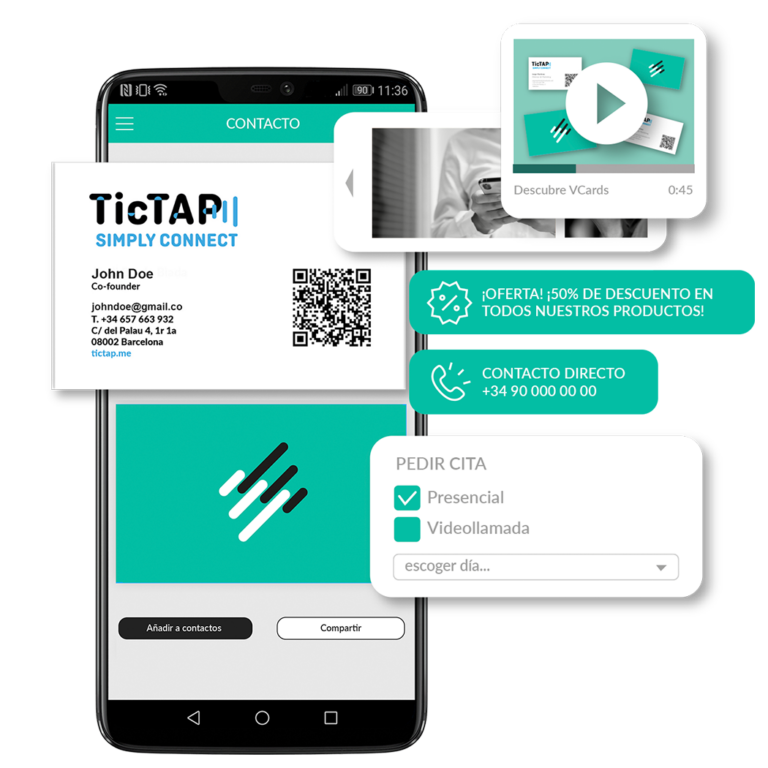 90 11:36
CONTACTO
TicTAP
SIMPLY CONNECT
John Doe
Co-founder
johndoe@gmail.co
T. +34 657 663 932
C/ del Palau 4, 1r 1a
08002 Barcelona
tictap.me
TicTAP
Descubre VCards 0:45
¡OFERTA! ¡50% DE DESCUENTO EN
TODOS NUESTROS PRODUCTOS!
CONTACTO DIRECTO
+34 90 000 00 00
PEDIR CITA
Presencial
Videollamada
escoger día...
Añadir a contactos
Compartir